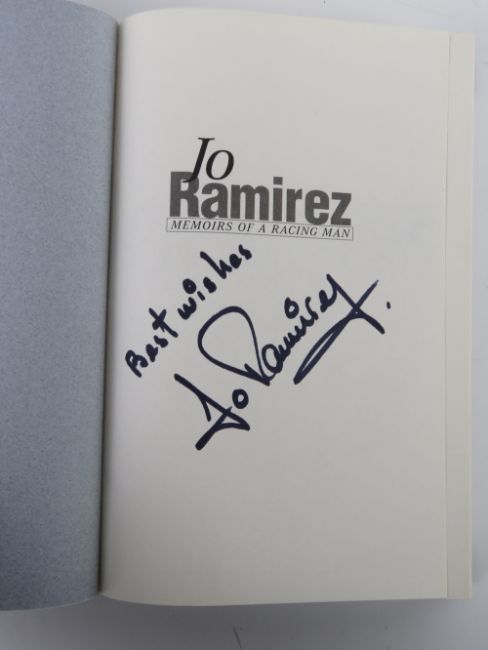 Jo
Ramirez
MEMOIRS OF A RACING MAN
Best wishes
Jo Ramirez.